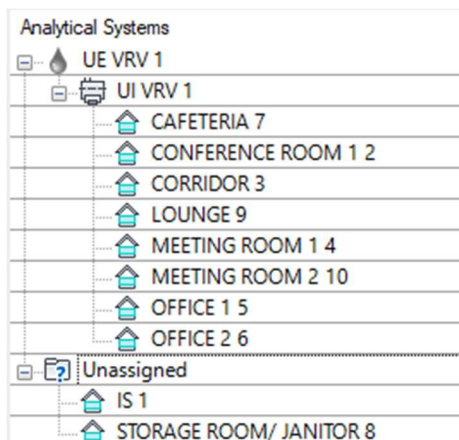 Analytical Systems
UE VRV 1
UI VRV 1
CAFETERIA 7
CONFERENCE ROOM 1 2
CORRIDOR 3
LOUNGE 9
MEETING ROOM 1 4
MEETING ROOM 2 10
OFFICE 1 5
OFFICE 2 6
Unassigned
IS 1
STORAGE ROOM/ JANITOR 8